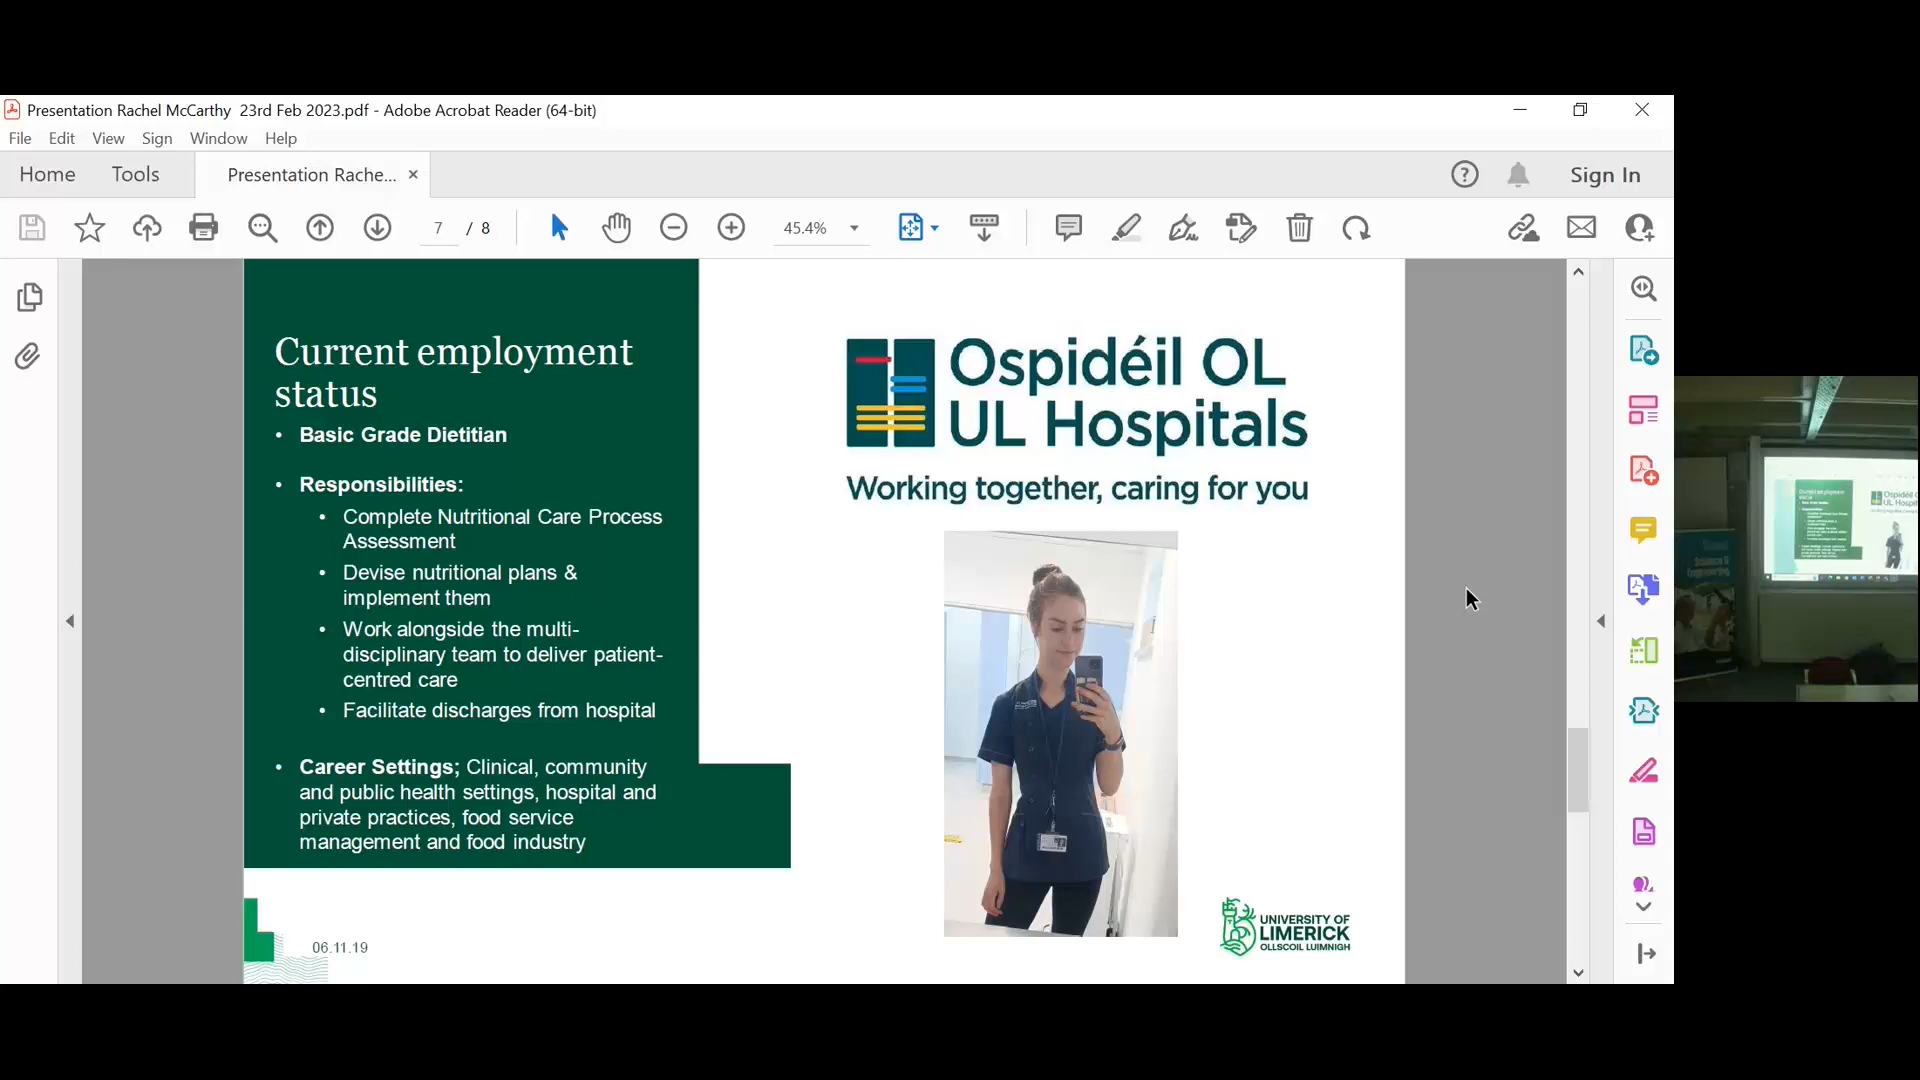 Presentation Rachel McCarthy 23rd Feb 2023.pdf - Adobe Acrobat Reader (64-bit)
File Edit View Sign Window Help
Home Tools Presentation Rache... × Sign In
7 / 8 45.4%
Current employment
status
• Basic Grade Dietitian
• Responsibilities:
• Complete Nutritional Care Process
Assessment
• Devise nutritional plans &
implement them
• Work alongside the multi-
disciplinary team to deliver patient-
centred care
• Facilitate discharges from hospital
• Career Settings; Clinical, community
and public health settings, hospital and
private practices, food service
management and food industry
06.11.19
Ospidéil OL
UL Hospitals
Working together, caring for you
UNIVERSITY OF
LIMERICK
OLLSCOIL LUIMNIGH
Current employment
status
Science &
Engineering